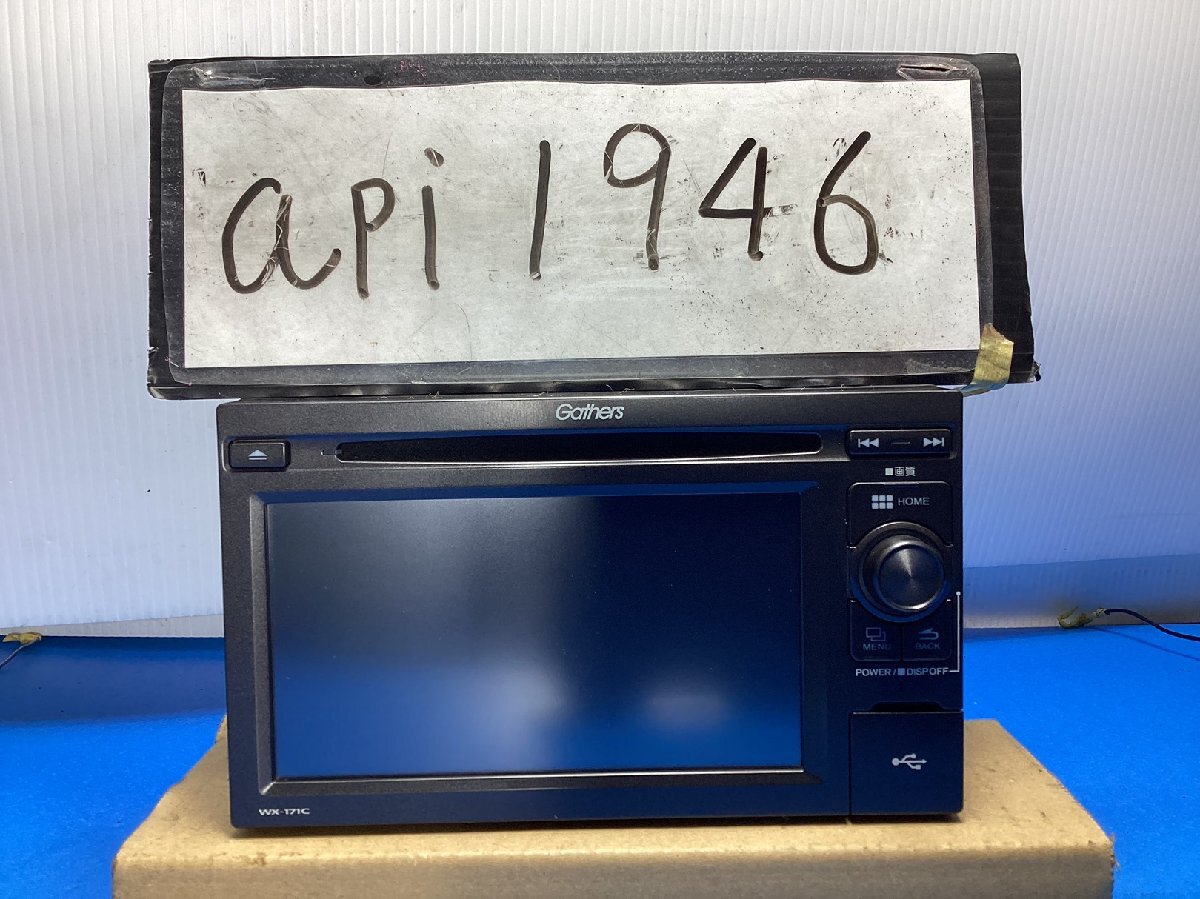 api 1946
Gathers
■画質
HOME
MENU
BACK
POWER/■DISP OFF
WX-171C